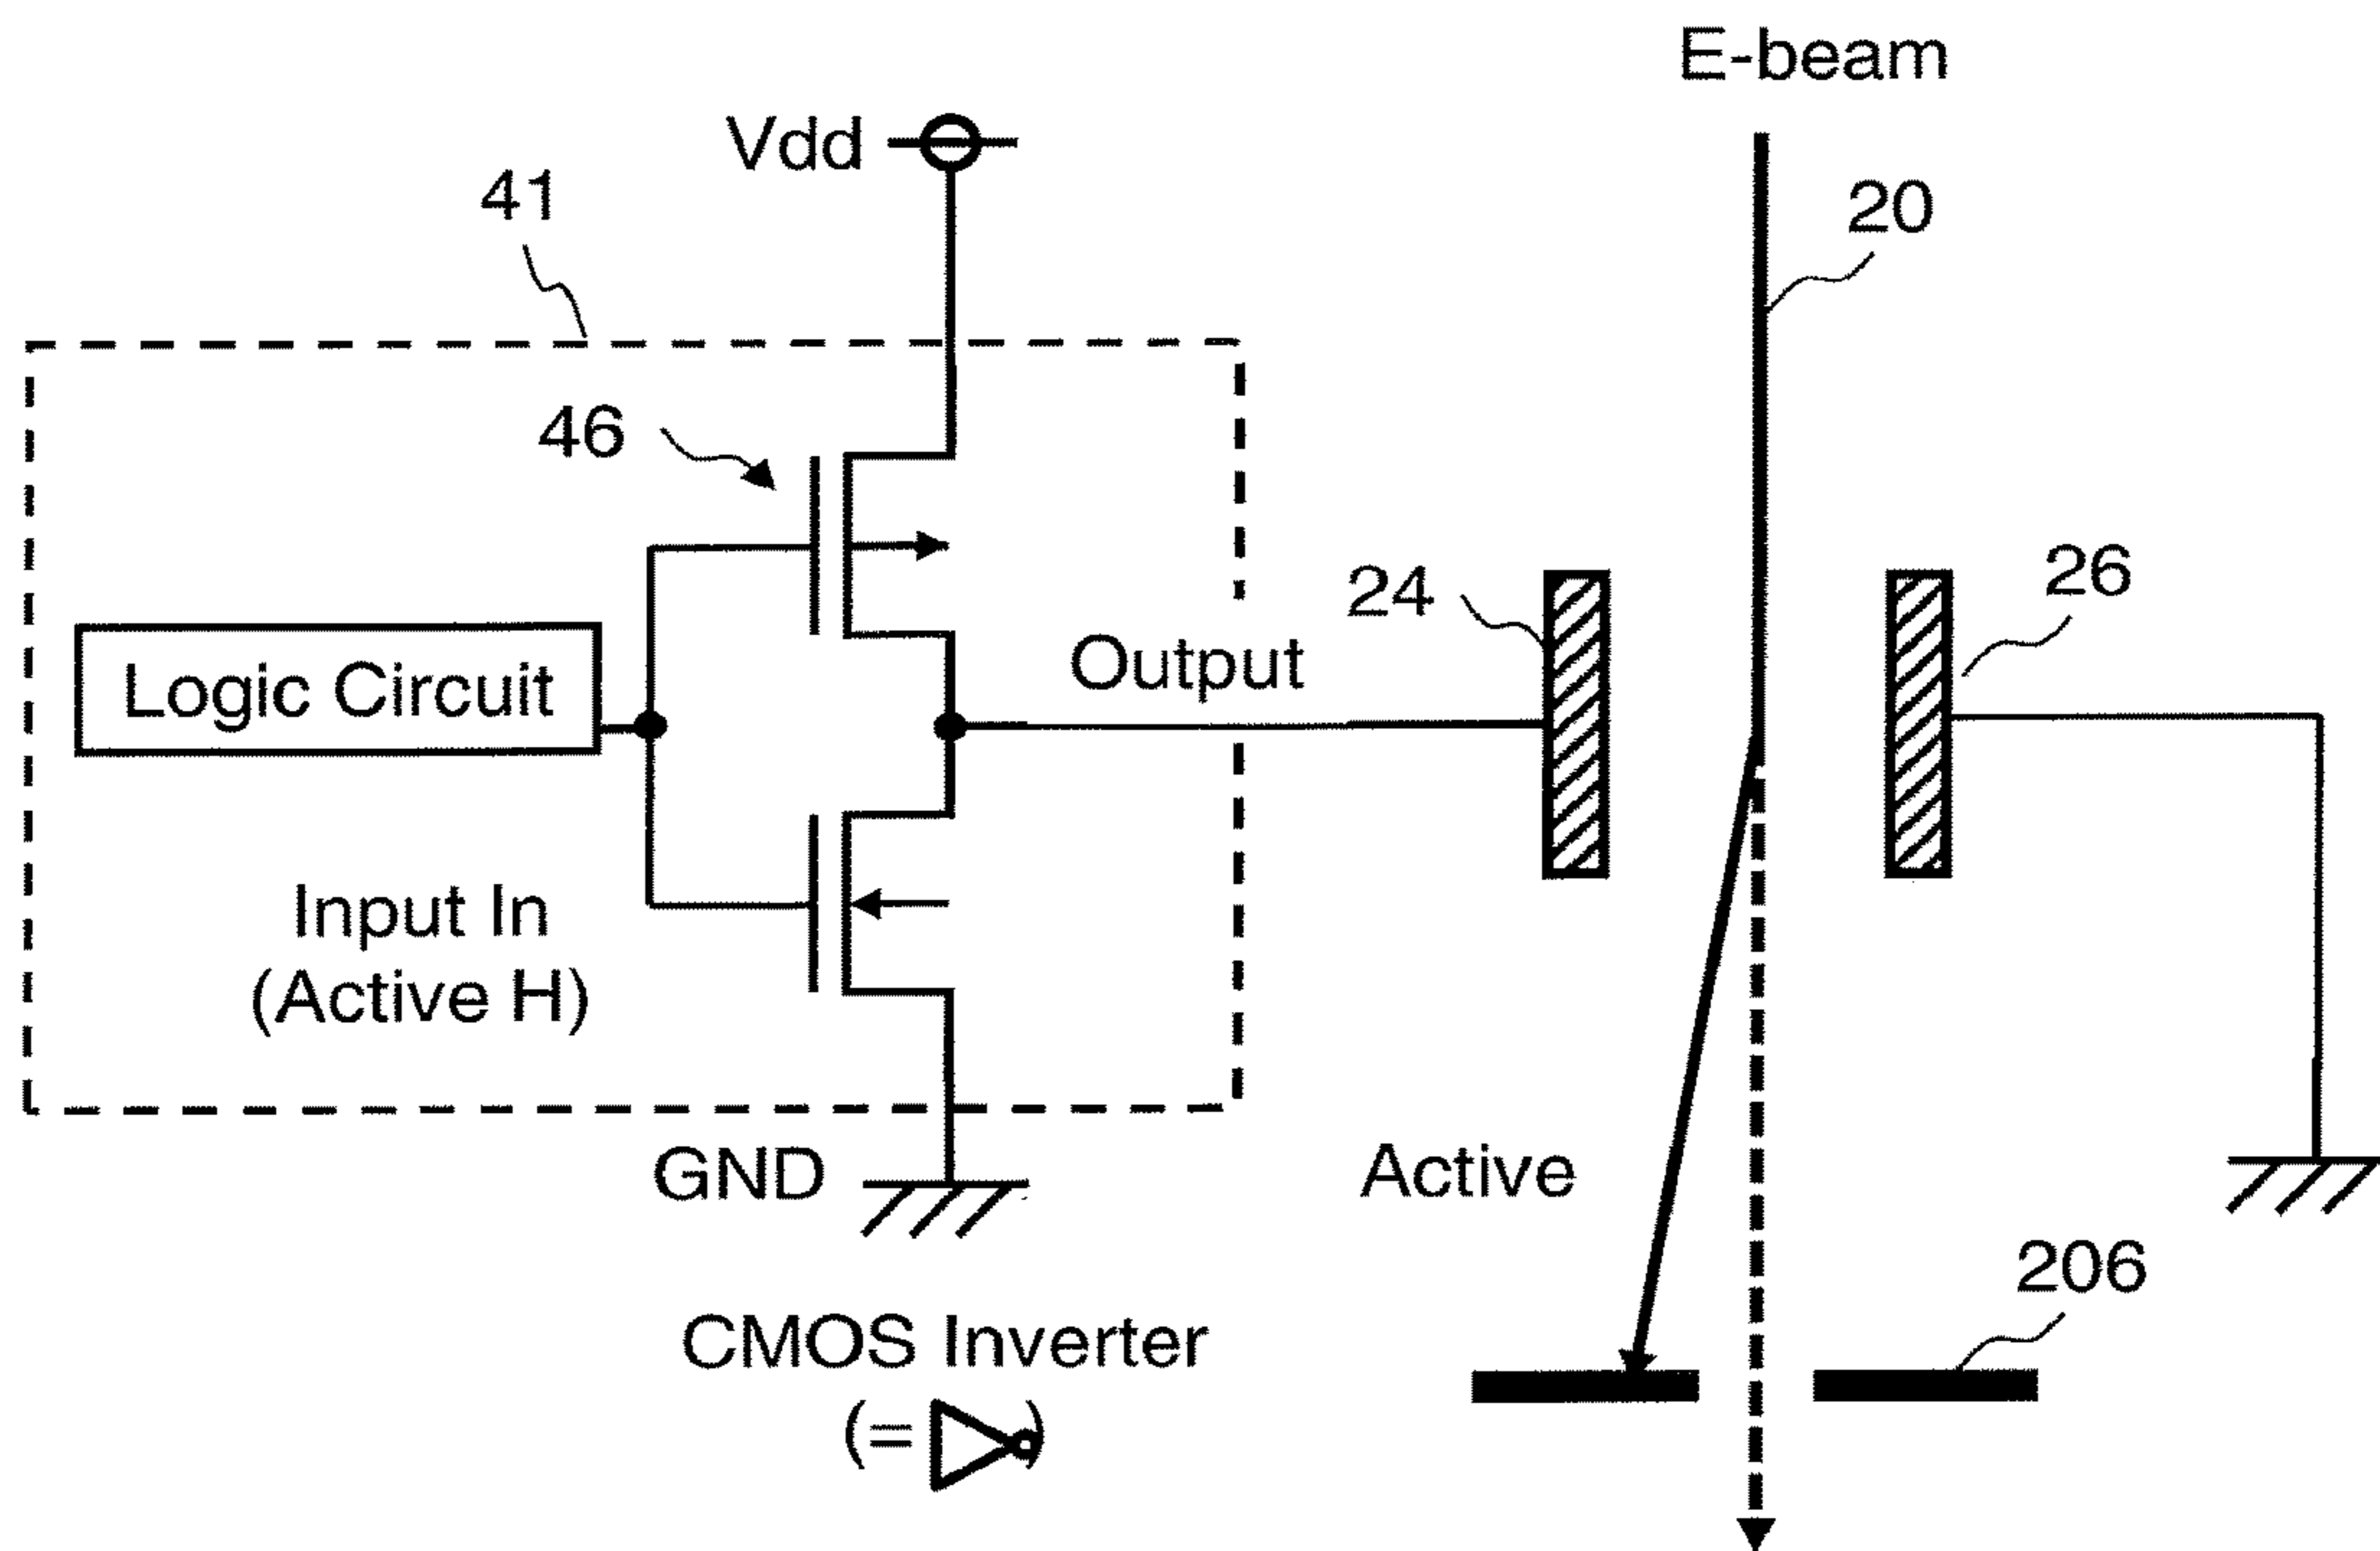 E-beam
Vdd
41
20
46
24
26
Output
Logic Circuit
Input In
(Active H)
GND
Active
206
CMOS Inverter
(= )